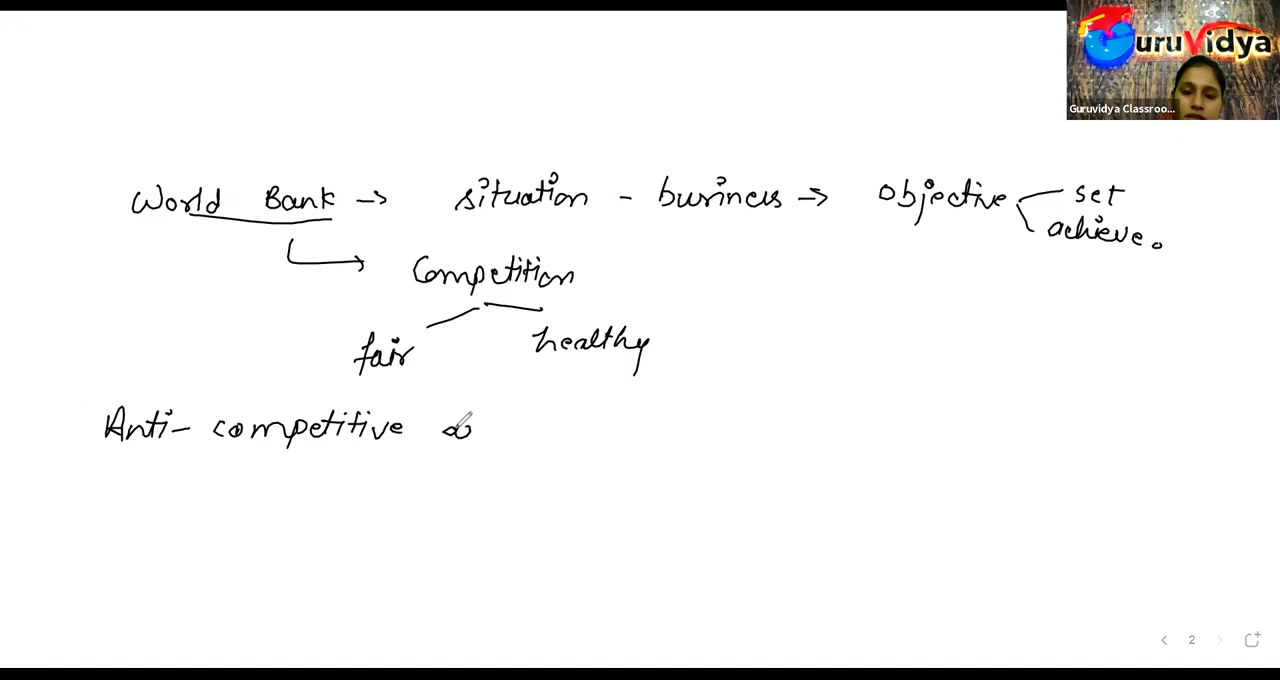 GuruVidya
Guruvidya Classroo...
World Bank → situation - business → objective set
achieve.
Competition
fair healthy
Anti- competitive
2